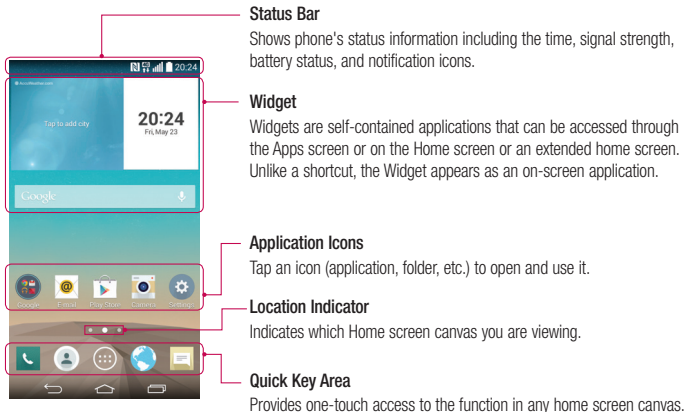 Status Bar
Shows phone's status information including the time, signal strength,
battery status, and notification icons.
20:24
AccuWeather.com
Tap to add city
20:24
Fri, May 23
Widget
Widgets are self-contained applications that can be accessed through
the Apps screen or on the Home screen or an extended home screen.
Unlike a shortcut, the Widget appears as an on-screen application.
Google
Application Icons
Tap an icon (application, folder, etc.) to open and use it.
Google Email Play Store Camera Settings
Location Indicator
Indicates which Home screen canvas you are viewing.
Quick Key Area
Provides one-touch access to the function in any home screen canvas.